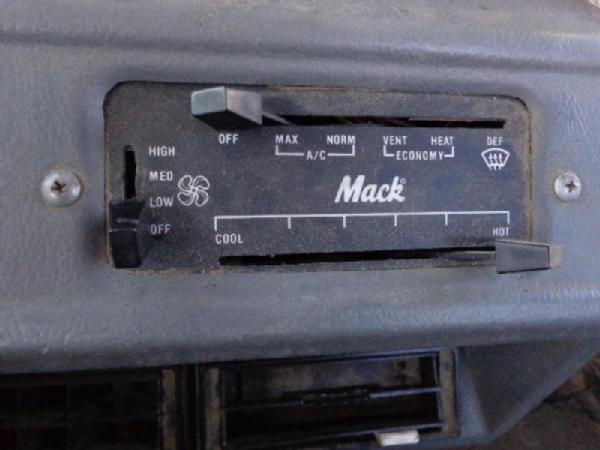 OFF MAX NORM VENT HEAT DEF
A/C ECONOMY
HIGH
MED
LOW
OFF
Mack®
COOL HOT